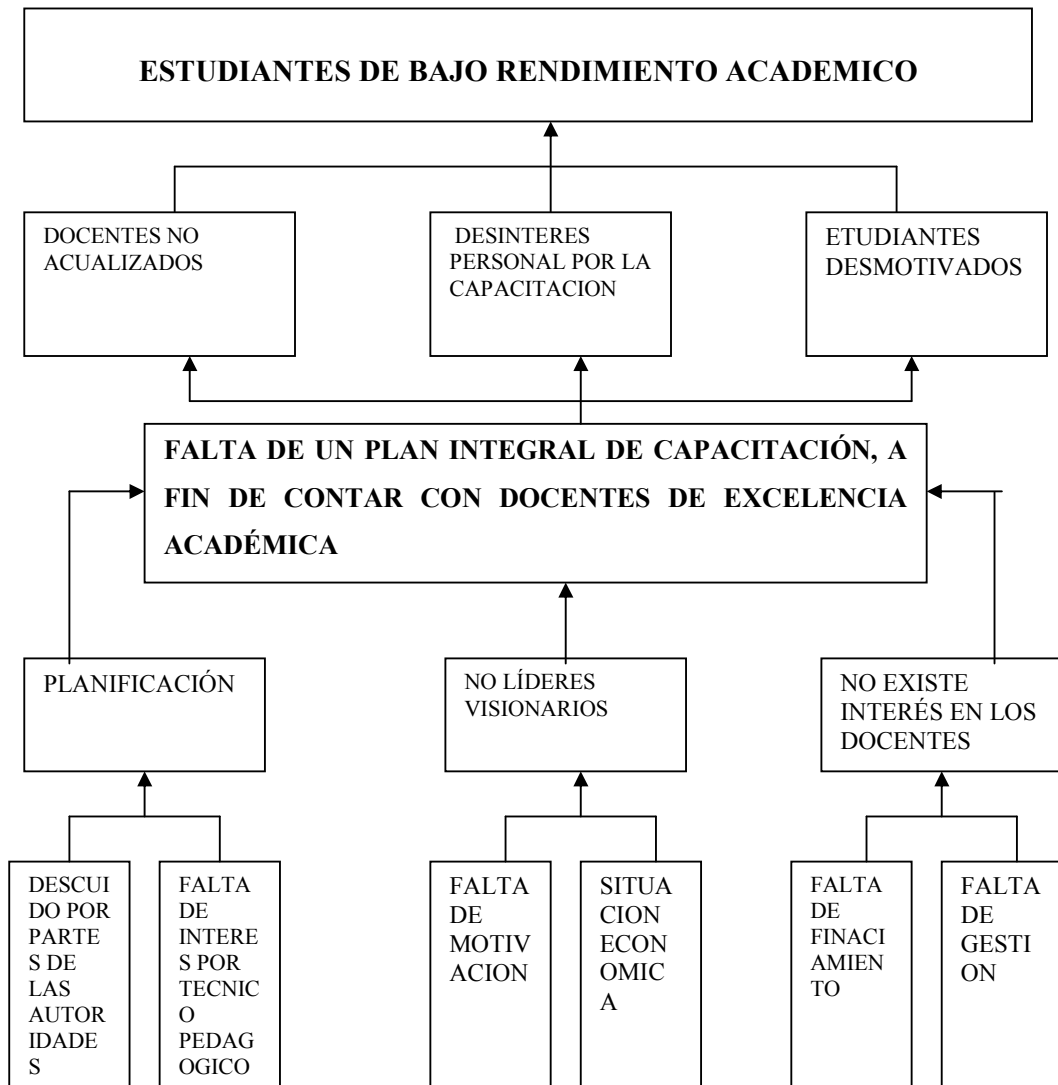 ESTUDIANTES DE BAJO RENDIMIENTO ACADEMICO
DOCENTES NO
ACUALIZADOS
DESINTERES
PERSONAL POR LA
CAPACITACION
ETUDIANTES
DESMOTIVADOS
FALTA DE UN PLAN INTEGRAL DE CAPACITACIÓN, A
FIN DE CONTAR CON DOCENTES DE EXCELENCIA
ACADÉMICA
PLANIFICACIÓN
NO LÍDERES
VISIONARIOS
NO EXISTE
INTERÉS EN LOS
DOCENTES
DESCUI
DO POR
PARTE
S DE
LAS
AUTOR
IDADE
S
FALTA
DE
INTERE
S POR
TECNIC
O
PEDAG
OGICO
FALTA
DE
MOTIV
ACION
SITUA
CION
ECON
OMIC
A
FALTA
DE
FINACI
AMIEN
TO
FALTA
DE
GESTI
ON